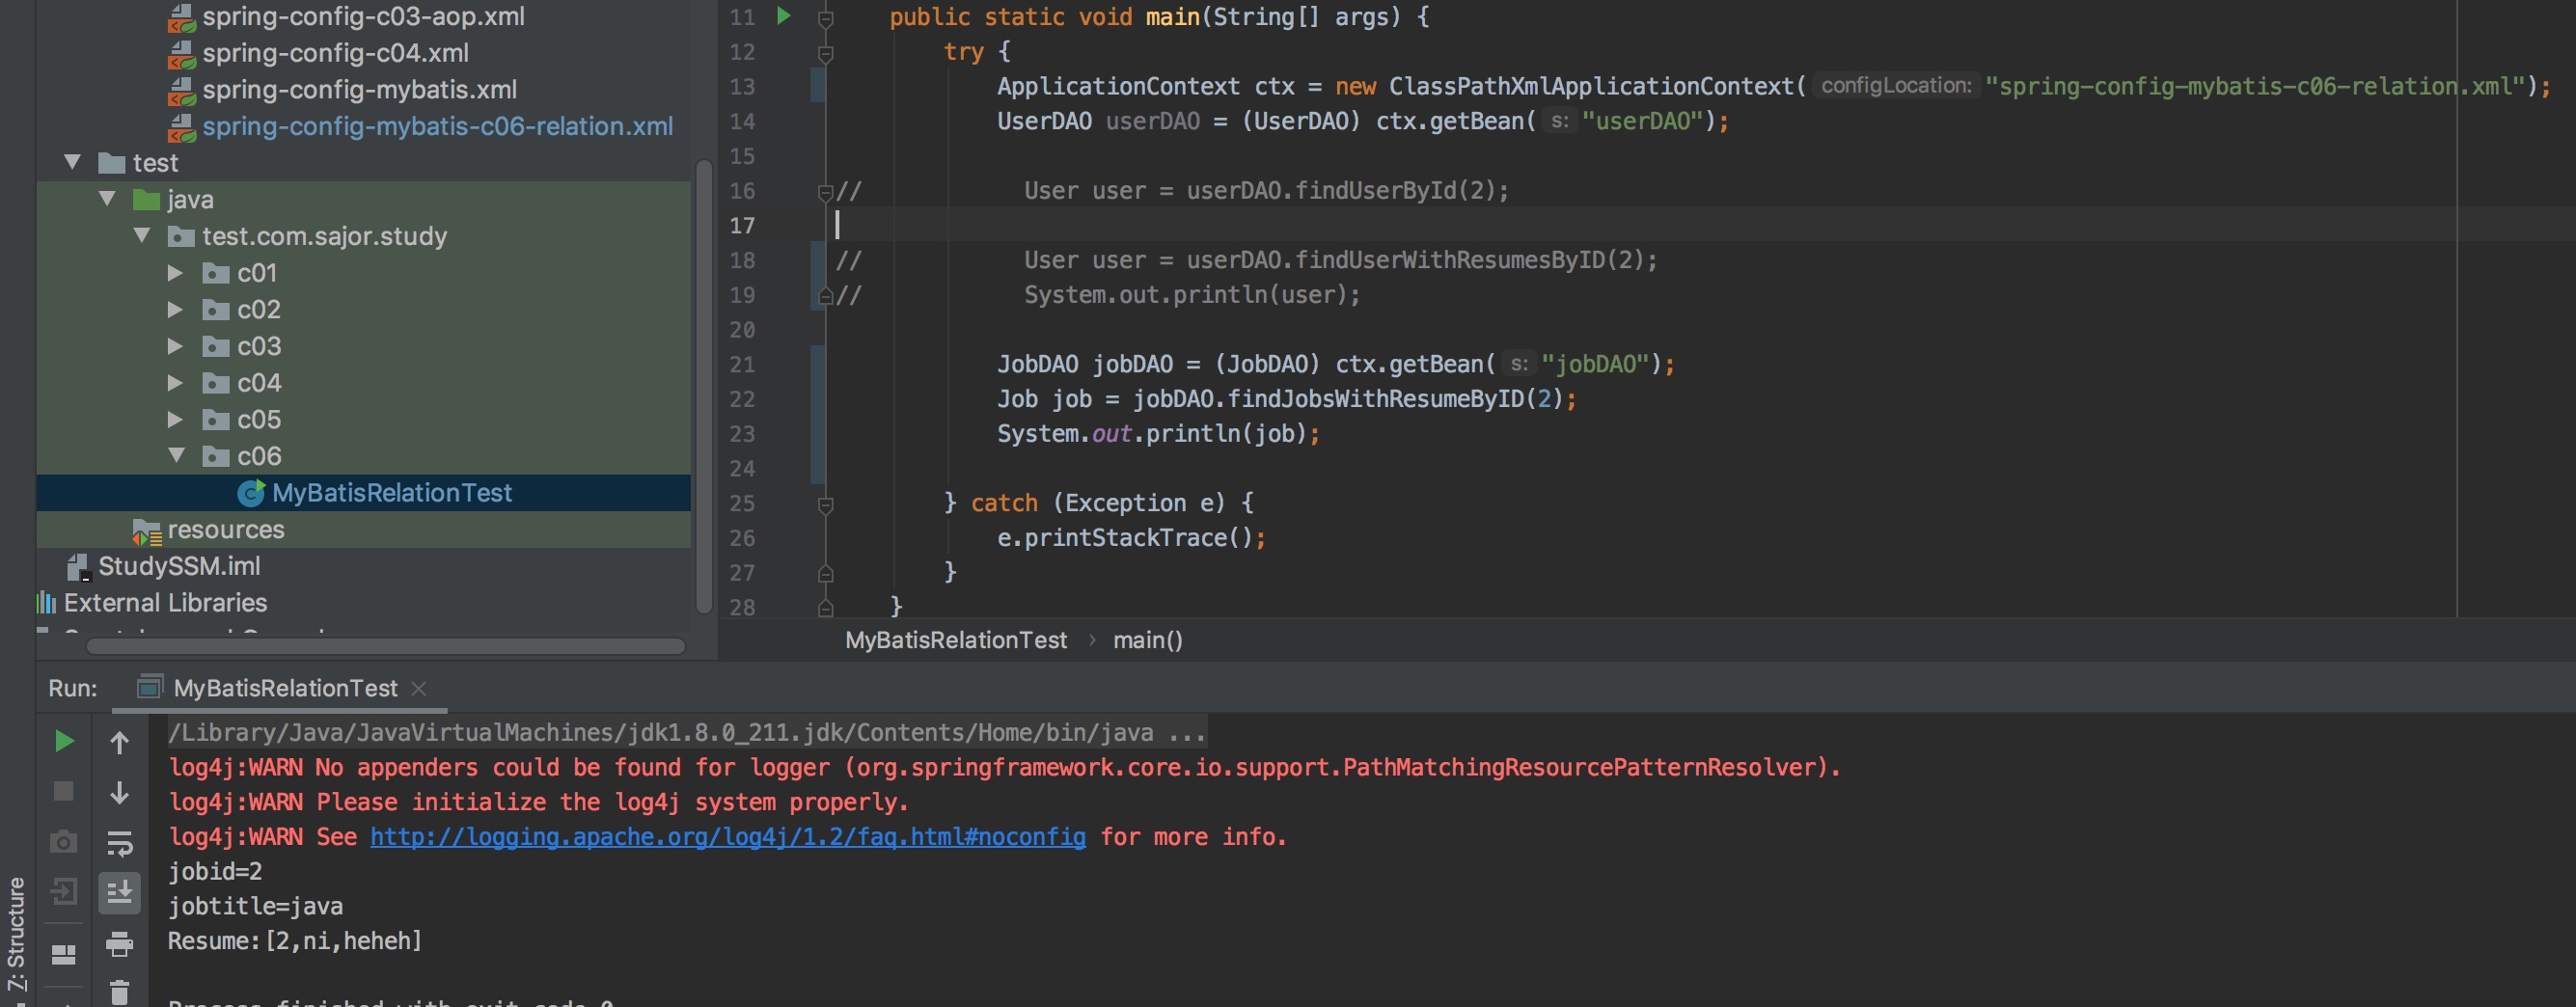 spring-config-c03-aop.xml
spring-config-c04.xml
spring-config-mybatis.xml
spring-config-mybatis-c06-relation.xml
test
java
test.com.sajor.study
c01
c02
c03
c04
c05
c06
MyBatisRelationTest
resources
StudySSM.iml
External Libraries
11 public static void main(String[] args) {
12 try {
13 ApplicationContext ctx = new ClassPathXmlApplicationContext( configLocation: "spring-config-mybatis-c06-relation.xml");
14 UserDAO userDAO = (UserDAO) ctx.getBean( s: "userDAO");
15
16 // User user = userDAO.findUserById(2);
17
18 // User user = userDAO.findUserWithResumesByID(2);
19 // System.out.println(user);
20
21 JobDAO jobDAO = (JobDAO) ctx.getBean( s: "jobDAO");
22 Job job = jobDAO.findJobsWithResumeByID(2);
23 System.out.println(job);
24
25 } catch (Exception e) {
26 e.printStackTrace();
27 }
28 }
MyBatisRelationTest › main()
Run: MyBatisRelationTest
/Library/Java/JavaVirtualMachines/jdk1.8.0_211.jdk/Contents/Home/bin/java ...
log4j:WARN No appenders could be found for logger (org.springframework.core.io.support.PathMatchingResourcePatternResolver).
log4j:WARN Please initialize the log4j system properly.
log4j:WARN See http://logging.apache.org/log4j/1.2/faq.html#noconfig for more info.
jobid=2
jobtitle=java
Resume:[2,ni,heheh]
Process finished with exit code 0
7: Structure